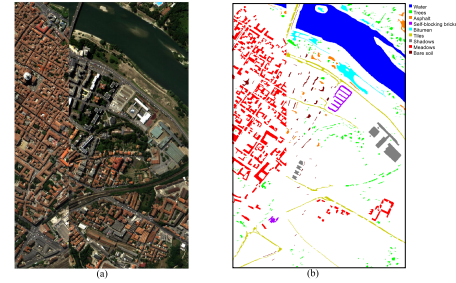 Water
Trees
Asphalt
Self-blocking bricks
Bitumen
Tiles
Shadows
Meadows
Bare soil
(a)
(b)